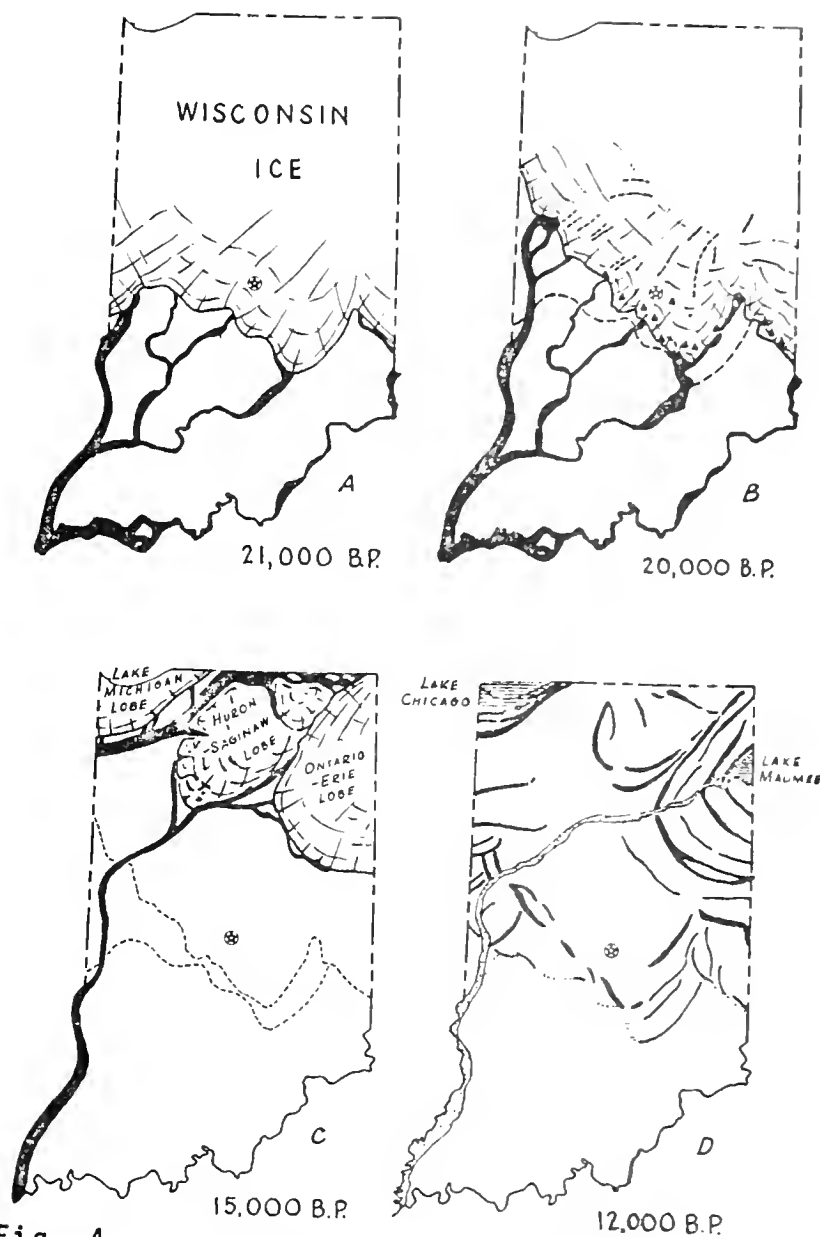 WISCONSIN
ICE
A
21,000 B.P.
B
20,000 B.P.
LAKE
MICHIGAN
LOBE
HURON
SAGINAW
LOBE
ONTARIO
-ERIE
LOBE
C
15,000 B.P.
LAKE
CHICAGO
LAKE
MAUMEE
D
12,000 B.P.
Fig. 4